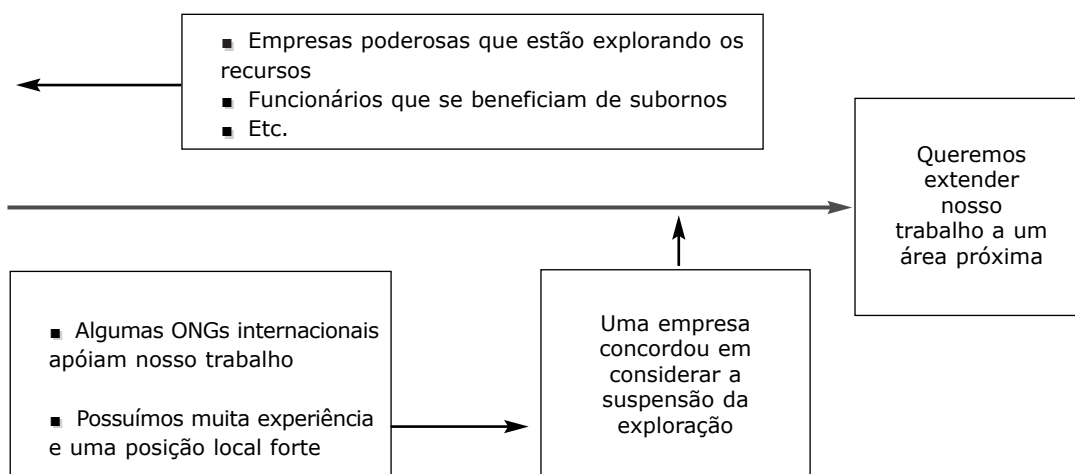 ▪ Empresas poderosas que estão explorando os
recursos
▪ Funcionários que se beneficiam de subornos
▪ Etc.
Queremos
extender
nosso
trabalho a um
área próxima
▪ Algumas ONGs internacionais
apóiam nosso trabalho
▪ Possuímos muita experiência
e uma posição local forte
Uma empresa
concordou em
considerar a
suspensão da
exploração